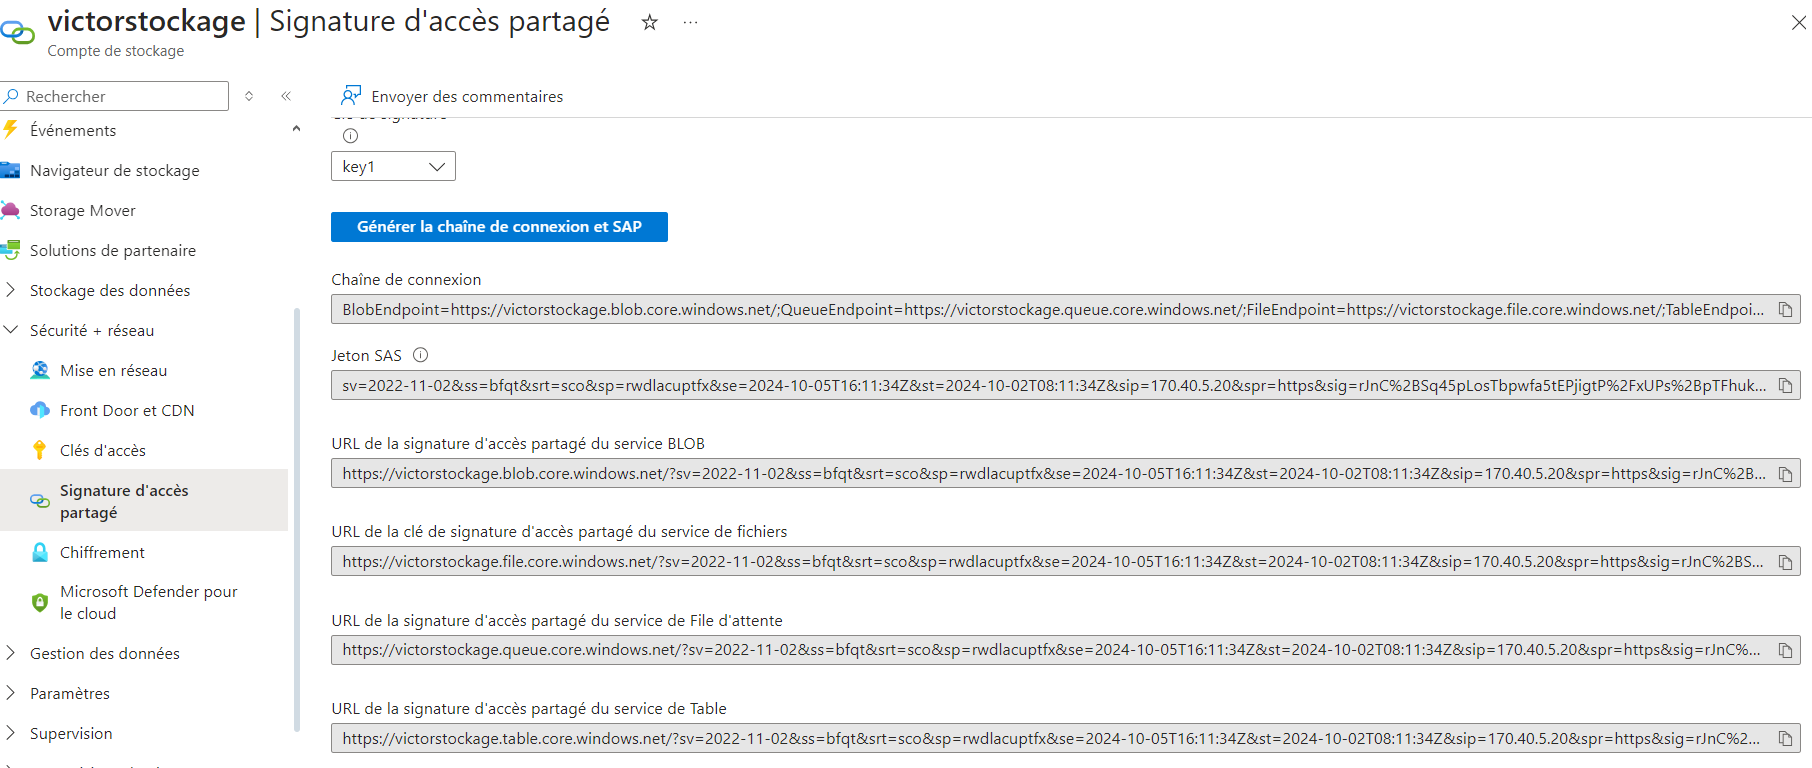 victorstockage | Signature d'accès partagé
Compte de stockage
Rechercher
Envoyer des commentaires
Événements
Navigateur de stockage
Storage Mover
Solutions de partenaire
Stockage des données
Sécurité + réseau
Mise en réseau
Front Door et CDN
Clés d'accès
Signature d'accès
partagé
Chiffrement
Microsoft Defender pour
le cloud
Gestion des données
Paramètres
Supervision
key1
Générer la chaîne de connexion et SAP
Chaîne de connexion
BlobEndpoint=https://victorstockage.blob.core.windows.net/;QueueEndpoint=https://victorstockage.queue.core.windows.net/;FileEndpoint=https://victorstockage.file.core.windows.net/;TableEndpoi...
Jeton SAS
sv=2022-11-02&ss=bfqt&srt=sco&sp=rwdlacuptfx&se=2024-10-05T16:11:34Z&st=2024-10-02T08:11:34Z&sip=170.40.5.20&spr=https&sig=rJnC%2BSq45pLosTbpwfa5tEPjigtP%2FxUPs%2BpTFhuk...
URL de la signature d'accès partagé du service BLOB
https://victorstockage.blob.core.windows.net/?sv=2022-11-02&ss=bfqt&srt=sco&sp=rwdlacuptfx&se=2024-10-05T16:11:34Z&st=2024-10-02T08:11:34Z&sip=170.40.5.20&spr=https&sig=rJnC%2B...
URL de la clé de signature d'accès partagé du service de fichiers
https://victorstockage.file.core.windows.net/?sv=2022-11-02&ss=bfqt&srt=sco&sp=rwdlacuptfx&se=2024-10-05T16:11:34Z&st=2024-10-02T08:11:34Z&sip=170.40.5.20&spr=https&sig=rJnC%2BS...
URL de la signature d'accès partagé du service de File d'attente
https://victorstockage.queue.core.windows.net/?sv=2022-11-02&ss=bfqt&srt=sco&sp=rwdlacuptfx&se=2024-10-05T16:11:34Z&st=2024-10-02T08:11:34Z&sip=170.40.5.20&spr=https&sig=rJnC%...
URL de la signature d'accès partagé du service de Table
https://victorstockage.table.core.windows.net/?sv=2022-11-02&ss=bfqt&srt=sco&sp=rwdlacuptfx&se=2024-10-05T16:11:34Z&st=2024-10-02T08:11:34Z&sip=170.40.5.20&spr=https&sig=rJnC%2...